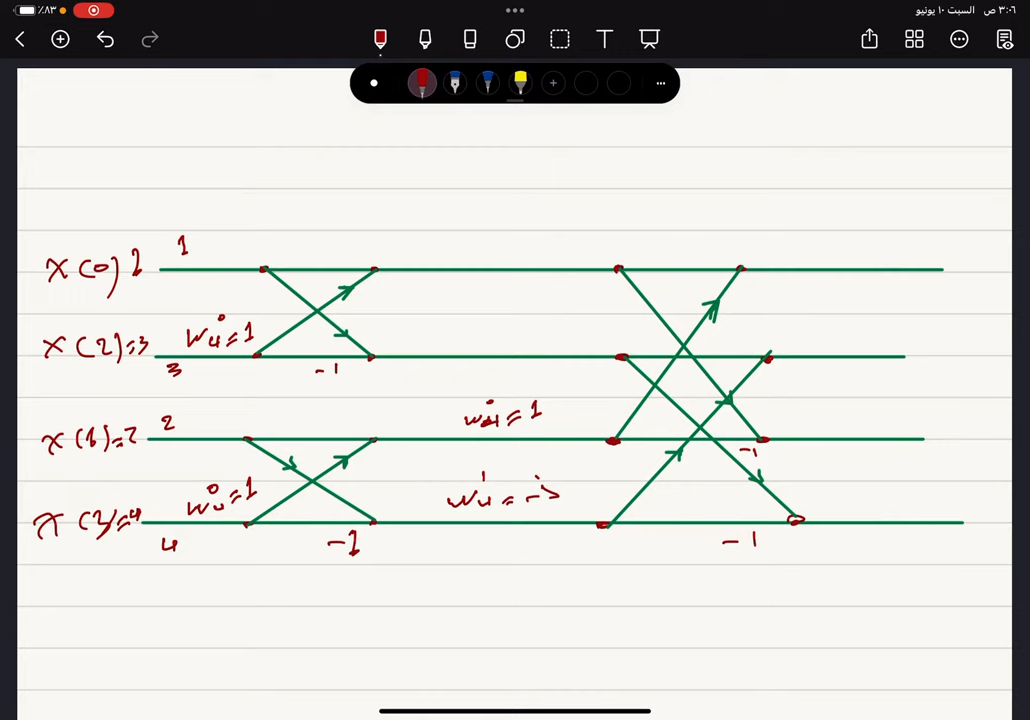 ٪٨٣
٣:٠٦ ص السبت ١٠ يونيو
1
x(0) 1
w₄⁰=1
x(2)=3
3
-1
2
w₄⁰=1
x(1)=2
-1
w₄⁰=1
w₄¹=-j
x(3)=4
4
-1
-1